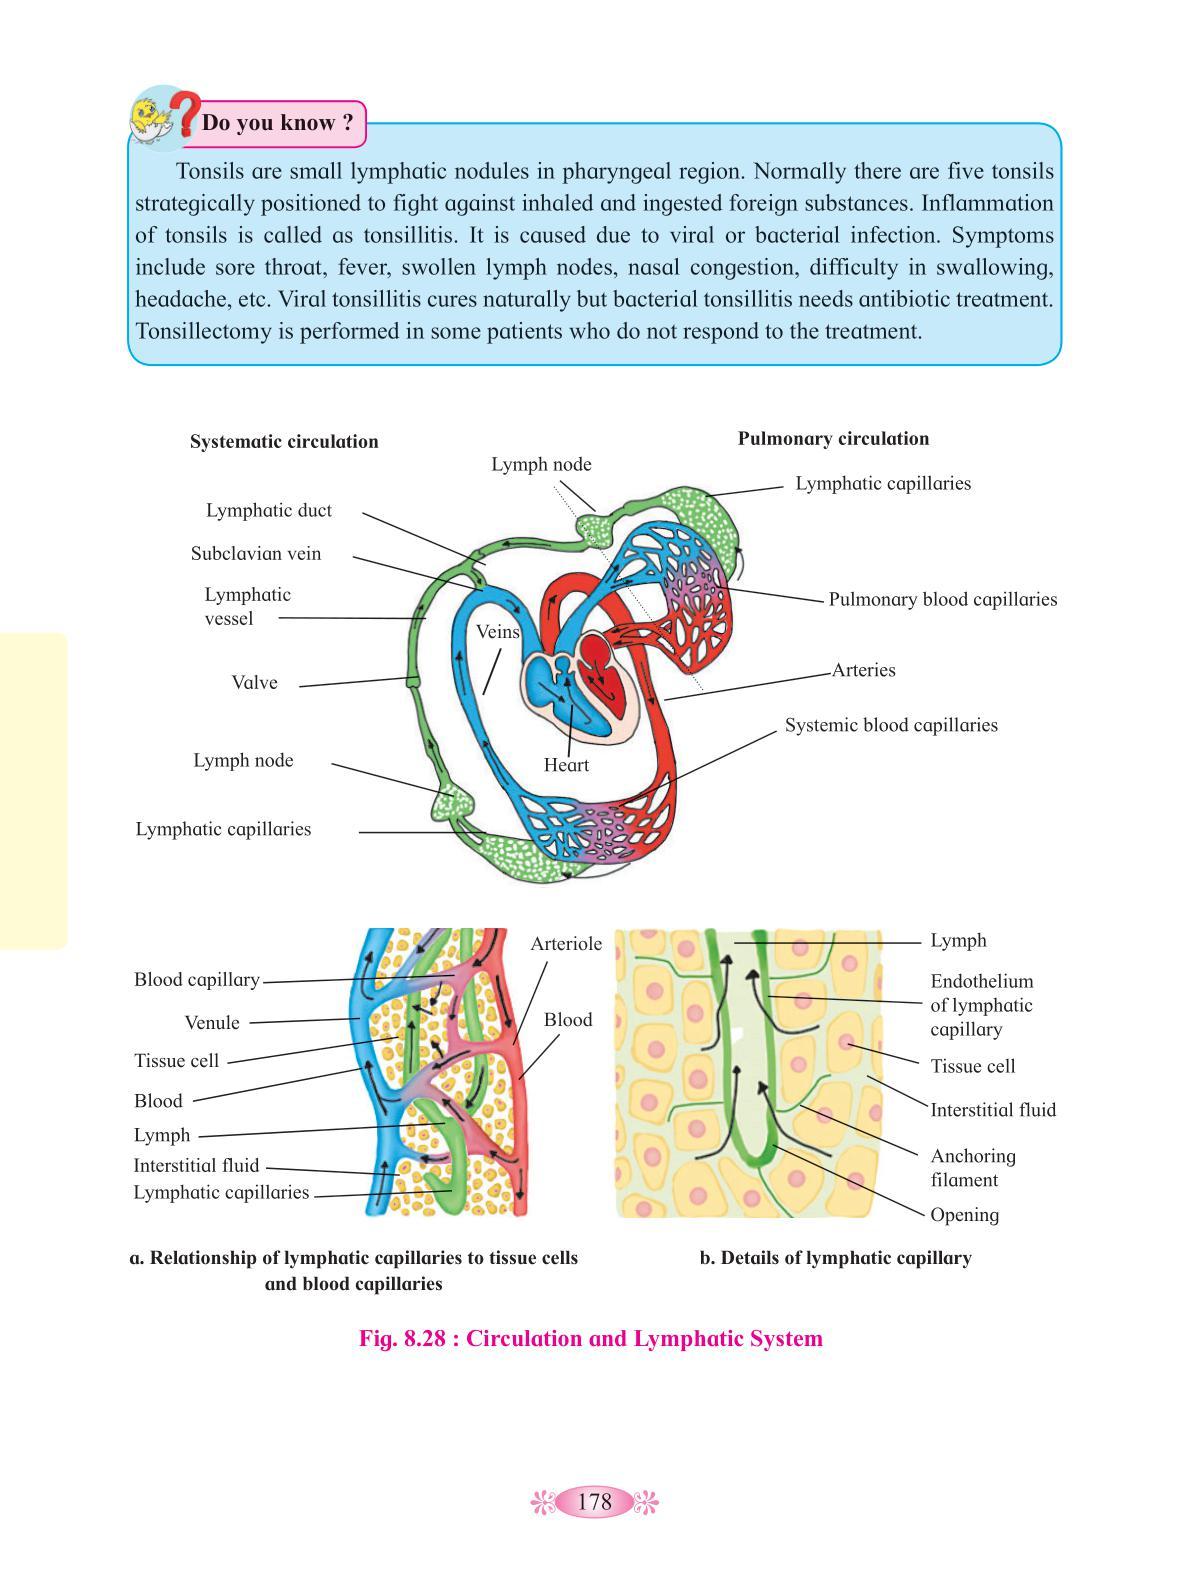 Do you know ?
Tonsils are small lymphatic nodules in pharyngeal region. Normally there are five tonsils
strategically positioned to fight against inhaled and ingested foreign substances. Inflammation
of tonsils is called as tonsillitis. It is caused due to viral or bacterial infection. Symptoms
include sore throat, fever, swollen lymph nodes, nasal congestion, difficulty in swallowing,
headache, etc. Viral tonsillitis cures naturally but bacterial tonsillitis needs antibiotic treatment.
Tonsillectomy is performed in some patients who do not respond to the treatment.
Systematic circulation
Pulmonary circulation
Lymph node
Lymphatic capillaries
Lymphatic duct
Subclavian vein
Lymphatic
vessel
Pulmonary blood capillaries
Veins
Arteries
Valve
Systemic blood capillaries
Lymph node
Heart
Lymphatic capillaries
Blood capillary
Venule
Tissue cell
Blood
Lymph
Interstitial fluid
Lymphatic capillaries
Arteriole
Blood
Lymph
Endothelium
of lymphatic
capillary
Tissue cell
Interstitial fluid
Anchoring
filament
Opening
a. Relationship of lymphatic capillaries to tissue cells
and blood capillaries
b. Details of lymphatic capillary
Fig. 8.28 : Circulation and Lymphatic System
178